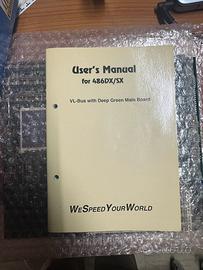 User's Manual
for 486DX/SX
VL-Bus with Deep Green Main Board
WESPEEDYOURWORLD